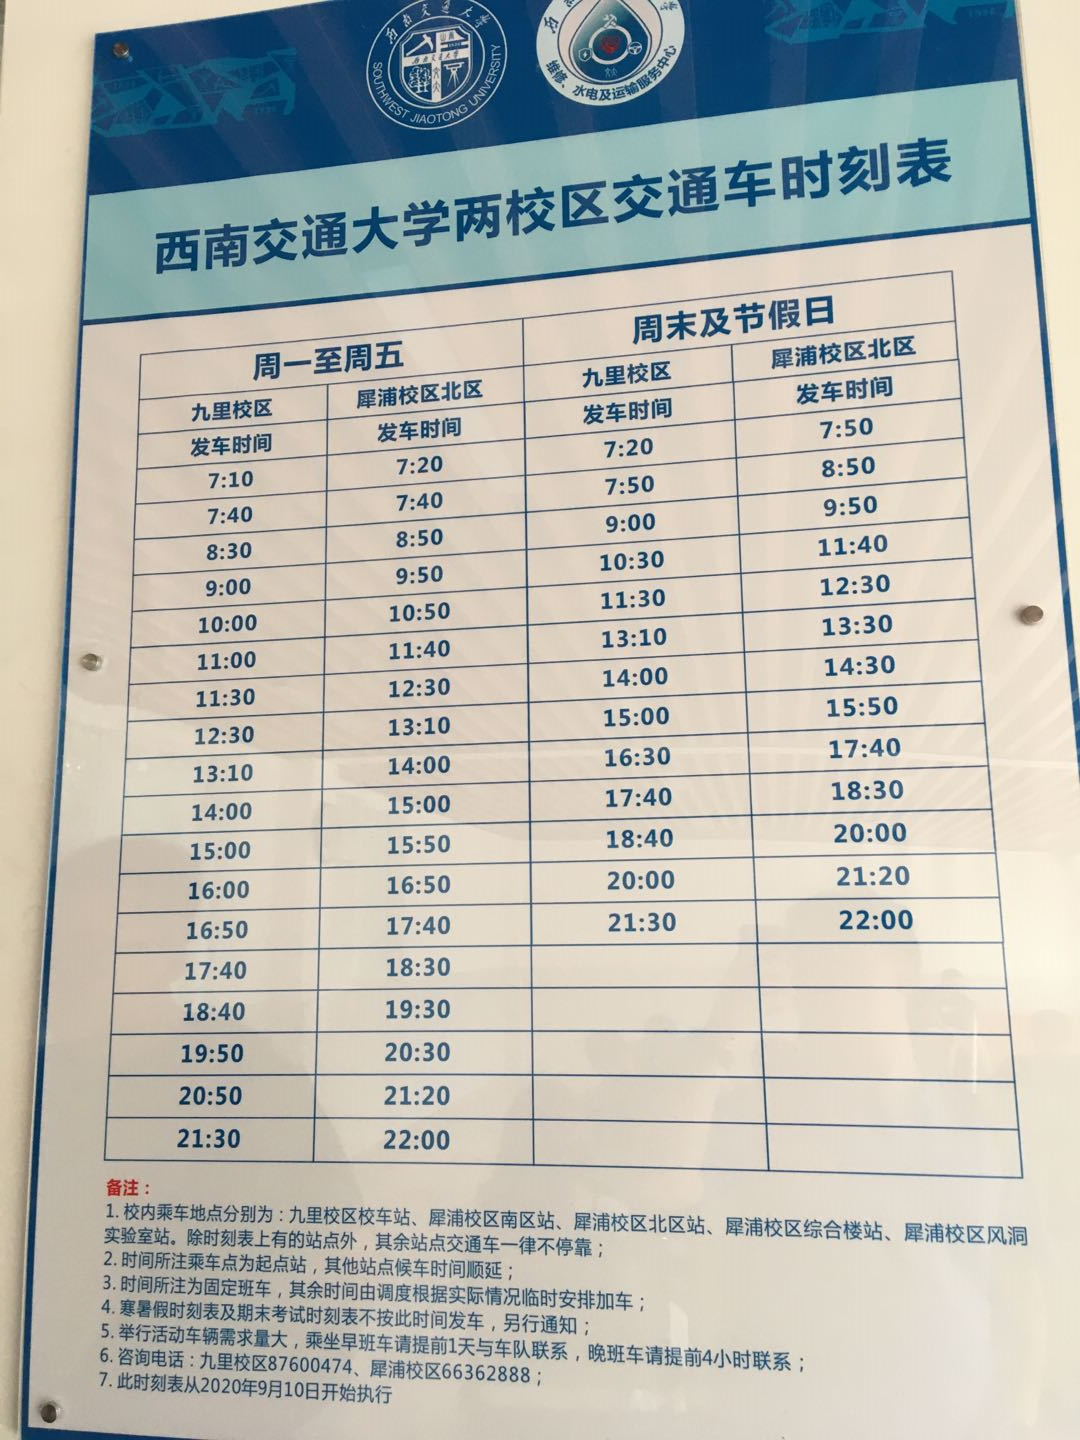 西南交通大学
SOUTHWEST JIAOTONG UNIVERSITY
维修、水电及运输服务中心
西南交通大学两校区交通车时刻表
周一至周五 周末及节假日
九里校区 犀浦校区北区 九里校区 犀浦校区北区
发车时间 发车时间 发车时间 发车时间
7:10 7:20 7:20 7:50
7:40 7:40 7:50 8:50
8:30 8:50 9:00 9:50
9:00 9:50 10:30 11:40
10:00 10:50 11:30 12:30
11:00 11:40 13:10 13:30
11:30 12:30 14:00 14:30
12:30 13:10 15:00 15:50
13:10 14:00 16:30 17:40
14:00 15:00 17:40 18:30
15:00 15:50 18:40 20:00
16:00 16:50 20:00 21:20
16:50 17:40 21:30 22:00
17:40 18:30
18:40 19:30
19:50 20:30
20:50 21:20
21:30 22:00
备注：
1. 校内乘车地点分别为：九里校区校车站、犀浦校区南区站、犀浦校区北区站、犀浦校区综合楼站、犀浦校区风洞
实验室站。除时刻表上有的站点外，其余站点交通车一律不停靠；
2. 时间所注乘车点为起点站，其他站点候车时间顺延；
3. 时间所注为固定班车，其余时间由调度根据实际情况临时安排加车；
4. 寒暑假时刻表及期末考试时刻表不按此时间发车，另行通知；
5. 举行活动车辆需求量大，乘坐早班车请提前1天与车队联系，晚班车请提前4小时联系；
6. 咨询电话：九里校区87600474、犀浦校区66362888；
7. 此时刻表从2020年9月10日开始执行